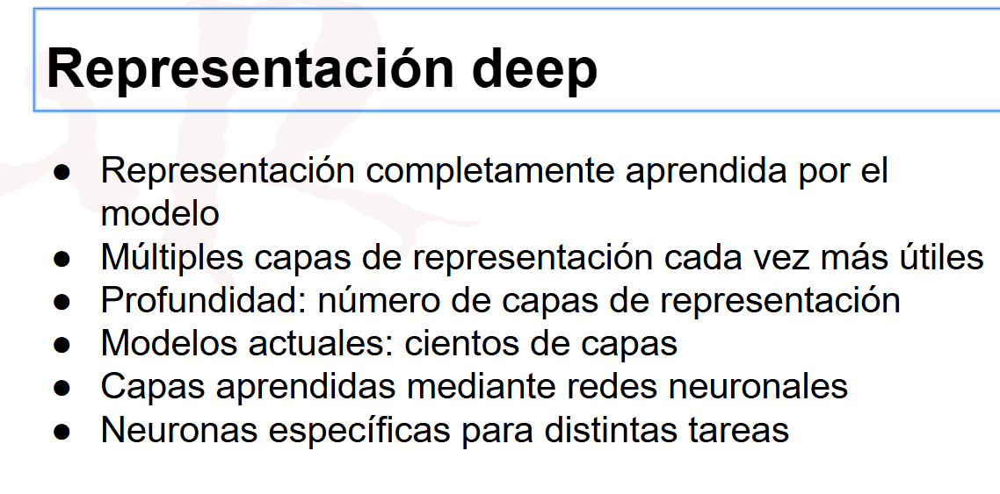 Representación deep
● Representación completamente aprendida por el
modelo
● Múltiples capas de representación cada vez más útiles
● Profundidad: número de capas de representación
● Modelos actuales: cientos de capas
● Capas aprendidas mediante redes neuronales
● Neuronas específicas para distintas tareas